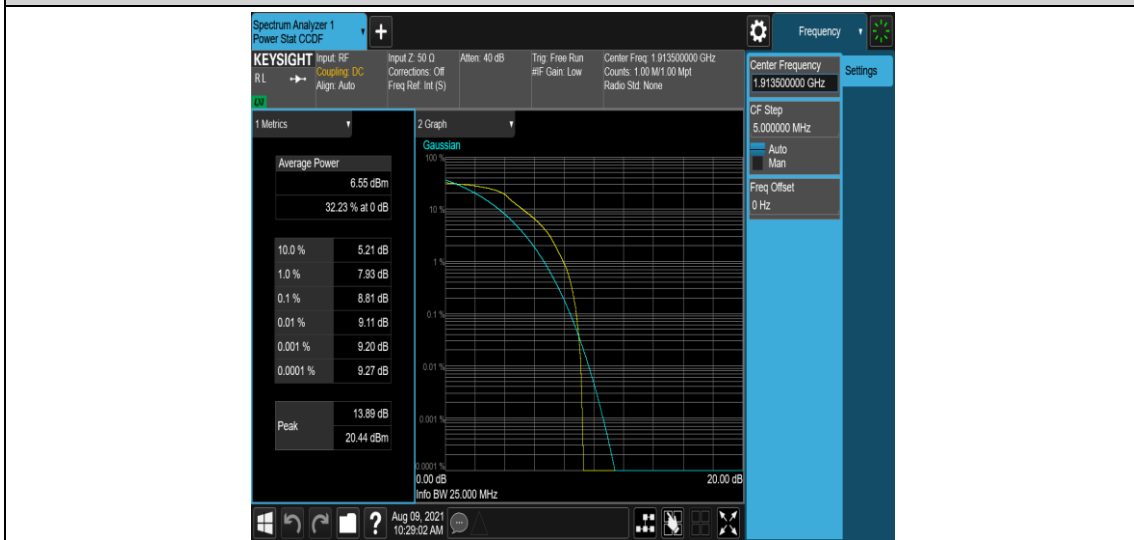 Spectrum Analyzer 1
Power Stat CCDF
+
Frequency
KEYSIGHT
RL
LXI
Input: RF
Coupling: DC
Align: Auto
Input Z: 50 Ω
Corrections: Off
Freq Ref: Int (S)
Atten: 40 dB
Trig: Free Run
#IF Gain: Low
Center Freq: 1.913500000 GHz
Counts: 1.00 M/1.00 Mpt
Radio Std: None
Center Frequency
1.913500000 GHz
Settings
CF Step
5.000000 MHz
Auto
Man
Freq Offset
0 Hz
1 Metrics
Average Power
6.55 dBm
32.23 % at 0 dB
10.0 % 5.21 dB
1.0 % 7.93 dB
0.1 % 8.81 dB
0.01 % 9.11 dB
0.001 % 9.20 dB
0.0001 % 9.27 dB
Peak
13.89 dB
20.44 dBm
2 Graph
Gaussian
100 %
10 %
1 %
0.1 %
0.01 %
0.001 %
0.0001 %
0.00 dB
20.00 dB
Info BW 25.000 MHz
?
Aug 09, 2021
10:29:02 AM